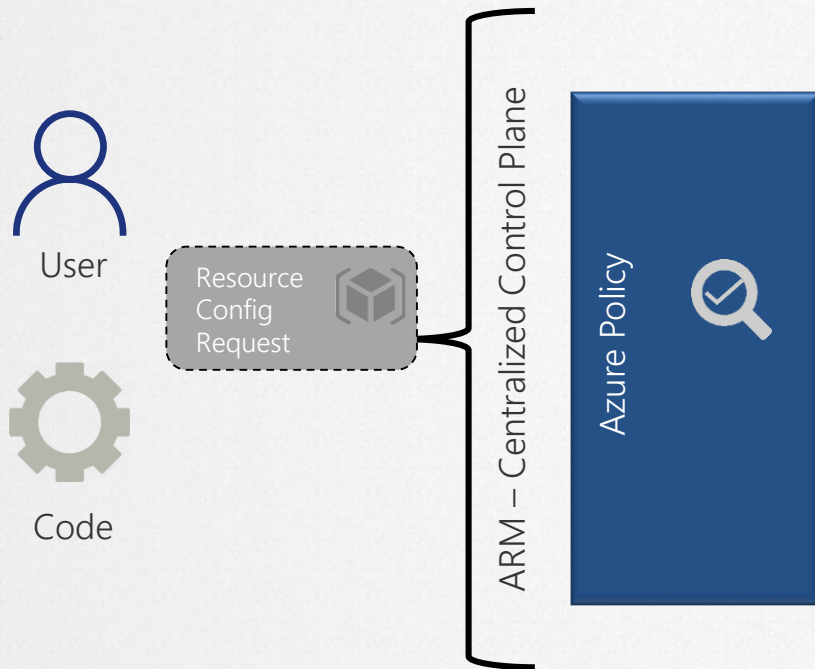 User
Resource
Config
Request
Code
ARM – Centralized Control Plane
Azure Policy